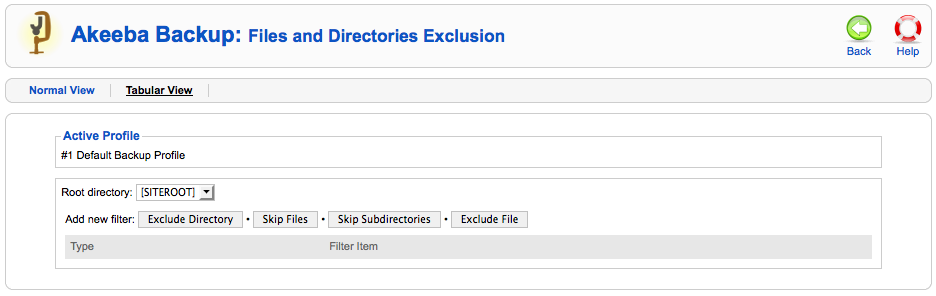 Akeeba Backup: Files and Directories Exclusion
Back
Help
Normal View
Tabular View
Active Profile
#1 Default Backup Profile
Root directory: [SITEROOT]
Add new filter: Exclude Directory • Skip Files • Skip Subdirectories • Exclude File
Type Filter Item